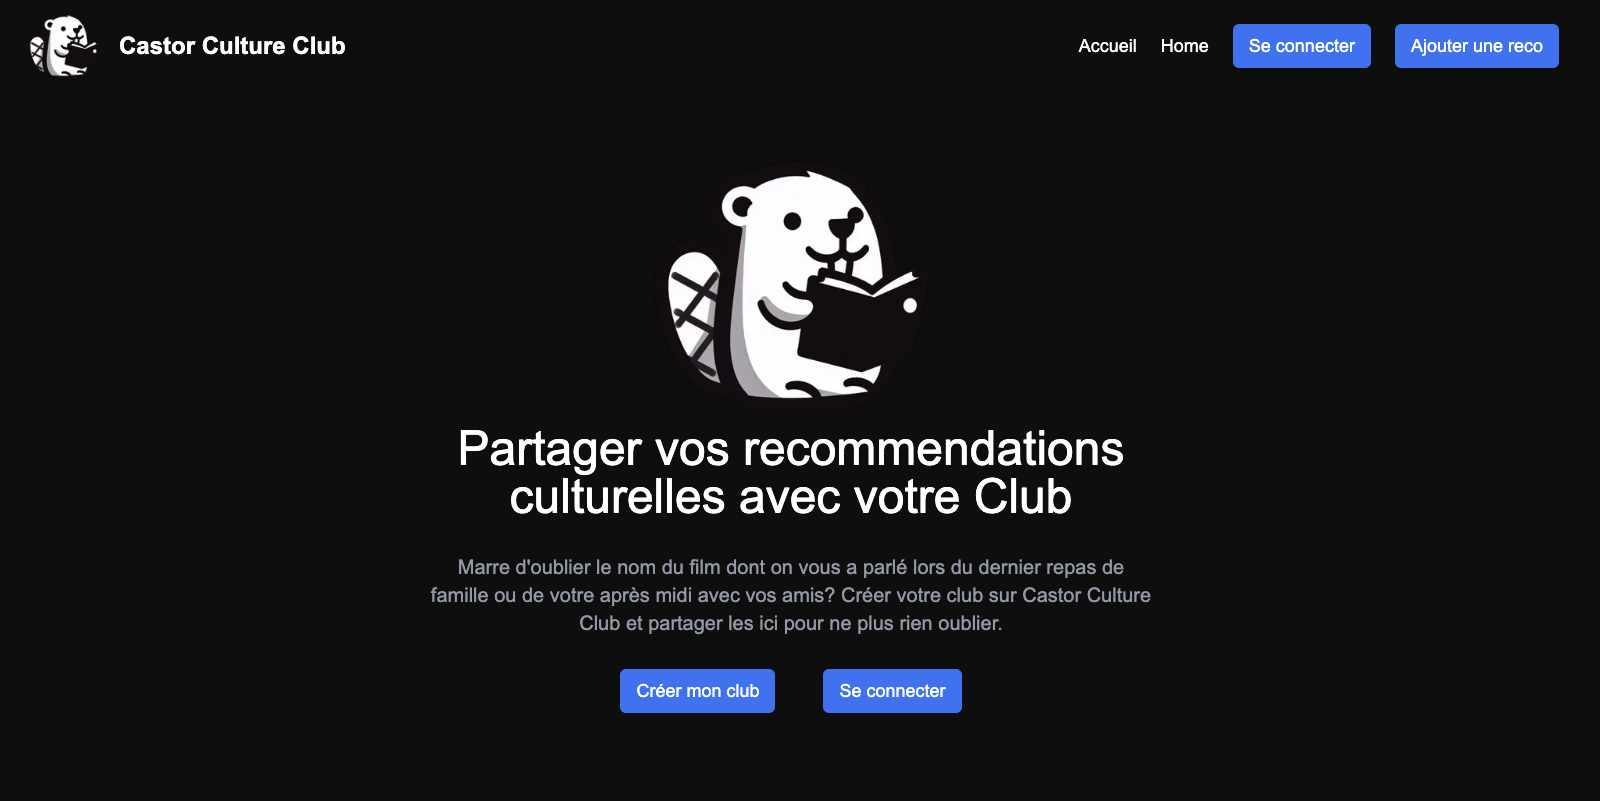 Castor Culture Club
Accueil
Home
Se connecter
Ajouter une reco
Partager vos recommendations
culturelles avec votre Club
Marre d'oublier le nom du film dont on vous a parlé lors du dernier repas de
famille ou de votre après midi avec vos amis? Créer votre club sur Castor Culture
Club et partager les ici pour ne plus rien oublier.
Créer mon club
Se connecter